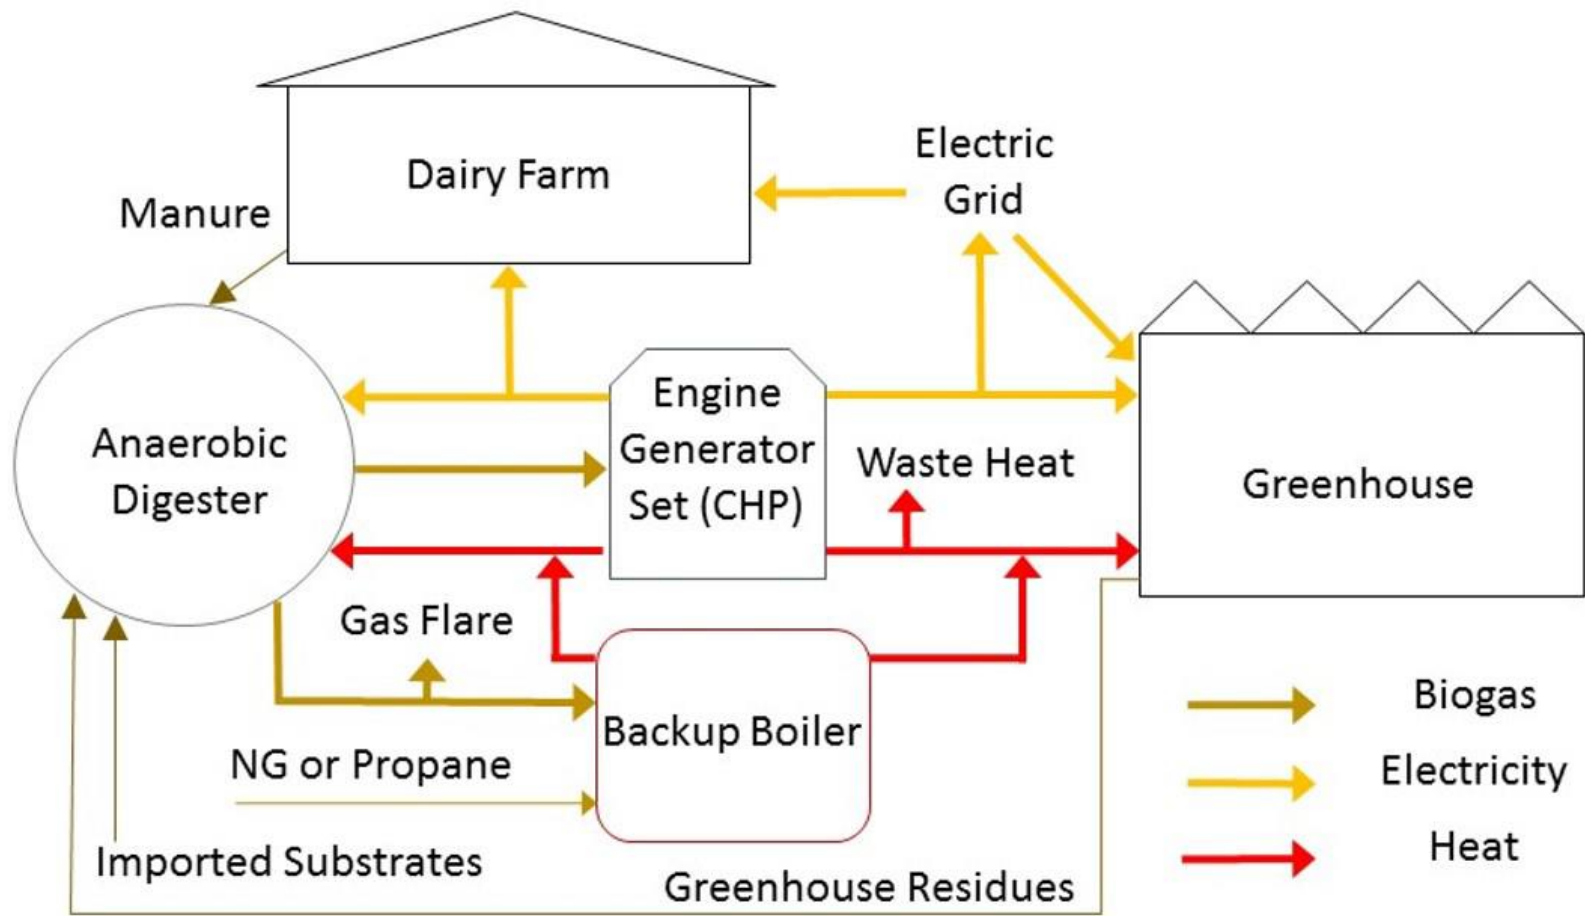 Dairy Farm
Electric
Grid
Manure
Anaerobic
Digester
Engine
Generator
Set (CHP)
Waste Heat
Greenhouse
Gas Flare
Backup Boiler
NG or Propane
Imported Substrates
Greenhouse Residues
Biogas
Electricity
Heat